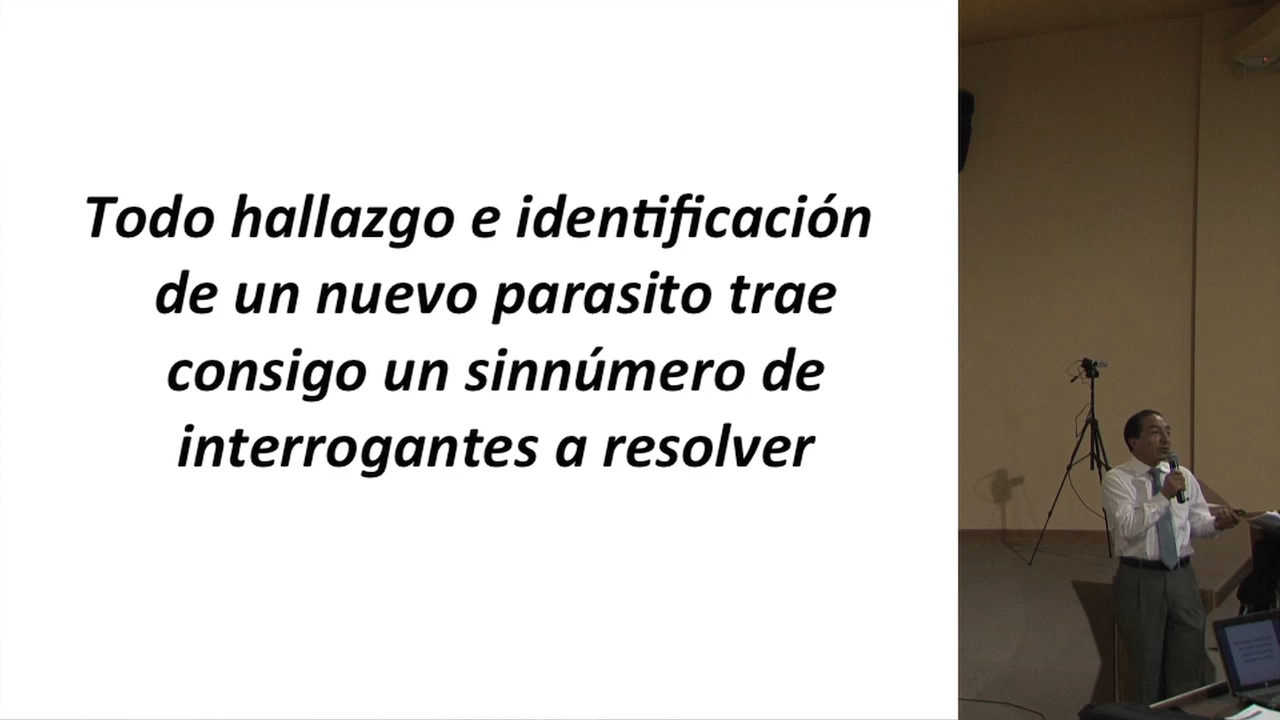 Todo hallazgo e identificación
de un nuevo parasito trae
consigo un sinnúmero de
interrogantes a resolver